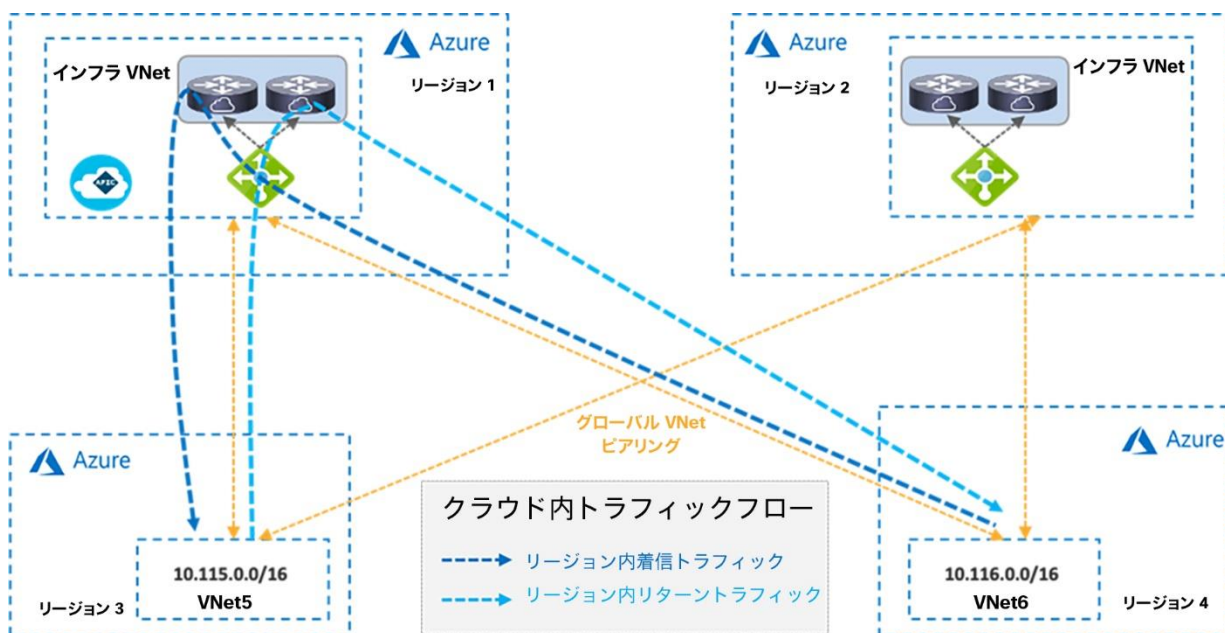 Azure
インフラ VNet
リージョン 1
APIC
Azure
インフラ VNet
リージョン 2
グローバル VNet
ピアリング
Azure
10.115.0.0/16
VNet5
リージョン 3
クラウド内トラフィックフロー
リージョン内着信トラフィック
リージョン内リターントラフィック
Azure
10.116.0.0/16
VNet6
リージョン 4